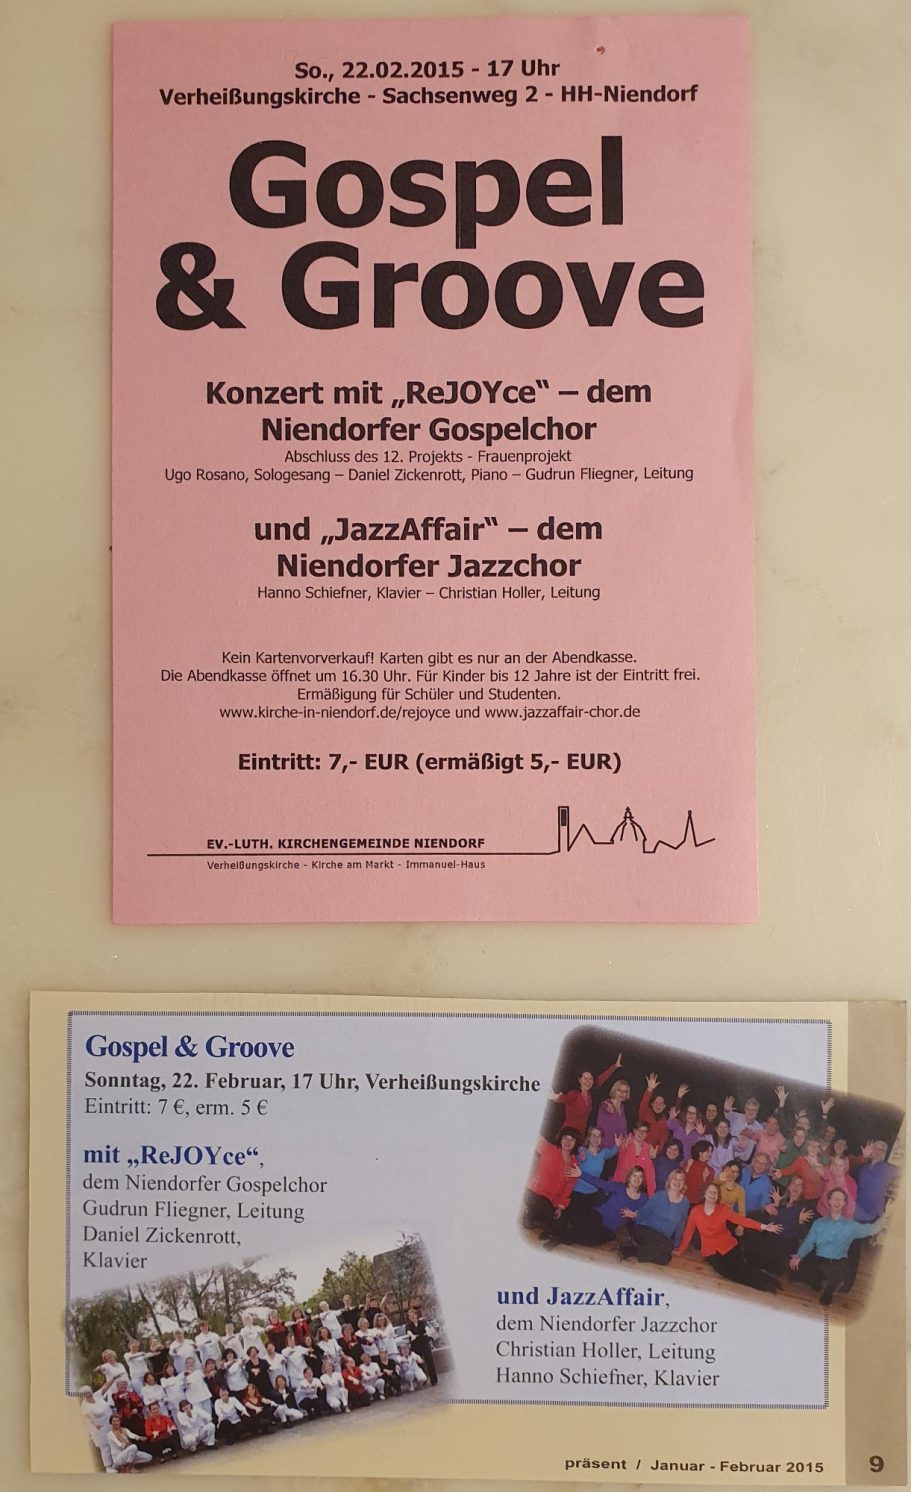 So., 22.02.2015 - 17 Uhr
Verheißungskirche - Sachsenweg 2 - HH-Niendorf
Gospel
& Groove
Konzert mit „ReJOYce“ – dem
Niendorfer Gospelchor
Abschluss des 12. Projekts - Frauenprojekt
Ugo Rosano, Sologesang – Daniel Zickenrott, Piano – Gudrun Fliegner, Leitung
und „JazzAffair“ – dem
Niendorfer Jazzchor
Hanno Schiefner, Klavier – Christian Holler, Leitung
Kein Kartenvorverkauf! Karten gibt es nur an der Abendkasse.
Die Abendkasse öffnet um 16.30 Uhr. Für Kinder bis 12 Jahre ist der Eintritt frei.
Ermäßigung für Schüler und Studenten.
www.kirche-in-niendorf.de/rejoyce und www.jazzaffair-chor.de
Eintritt: 7,- EUR (ermäßigt 5,- EUR)
EV.-LUTH. KIRCHENGEMEINDE NIENDORF
Verheißungskirche - Kirche am Markt - Immanuel-Haus
Gospel & Groove
Sonntag, 22. Februar, 17 Uhr, Verheißungskirche
Eintritt: 7 €, erm. 5 €
mit „ReJOYce“,
dem Niendorfer Gospelchor
Gudrun Fliegner, Leitung
Daniel Zickenrott,
Klavier
und JazzAffair,
dem Niendorfer Jazzchor
Christian Holler, Leitung
Hanno Schiefner, Klavier
präsent / Januar - Februar 2015 9